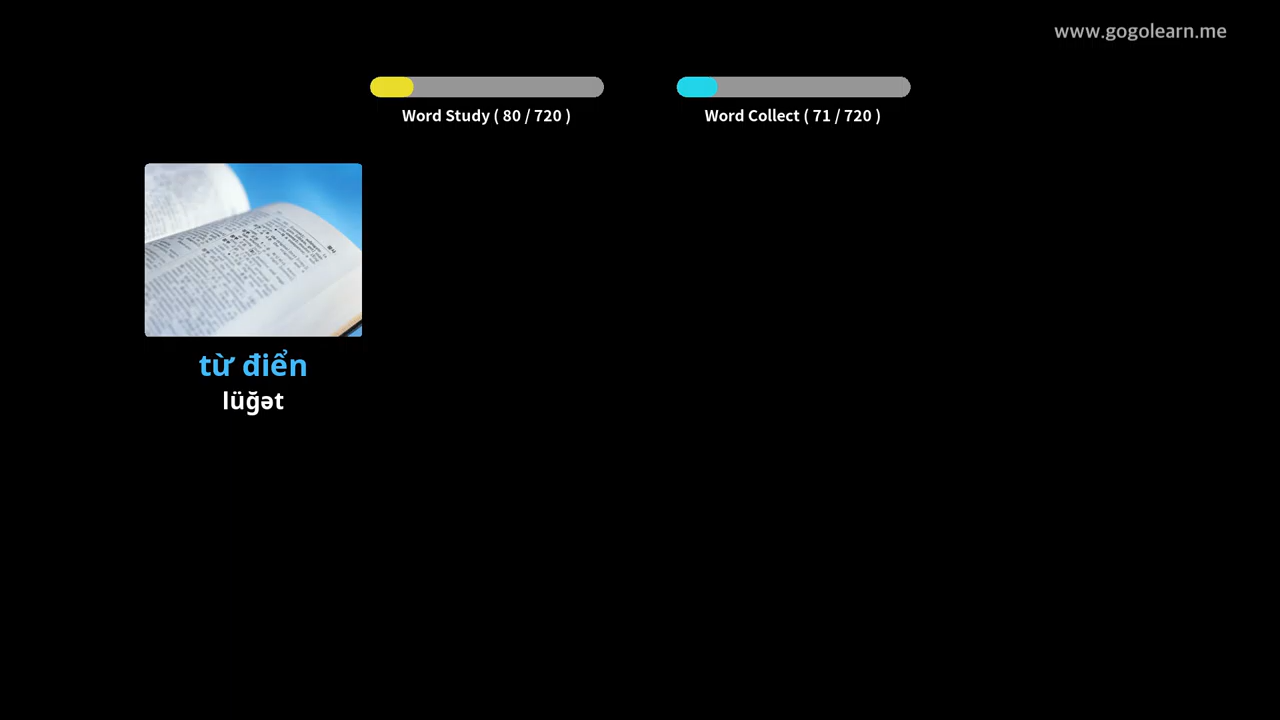 www.gogolearn.me
Word Study ( 80 / 720 )
Word Collect ( 71 / 720 )
từ điển
lüğət